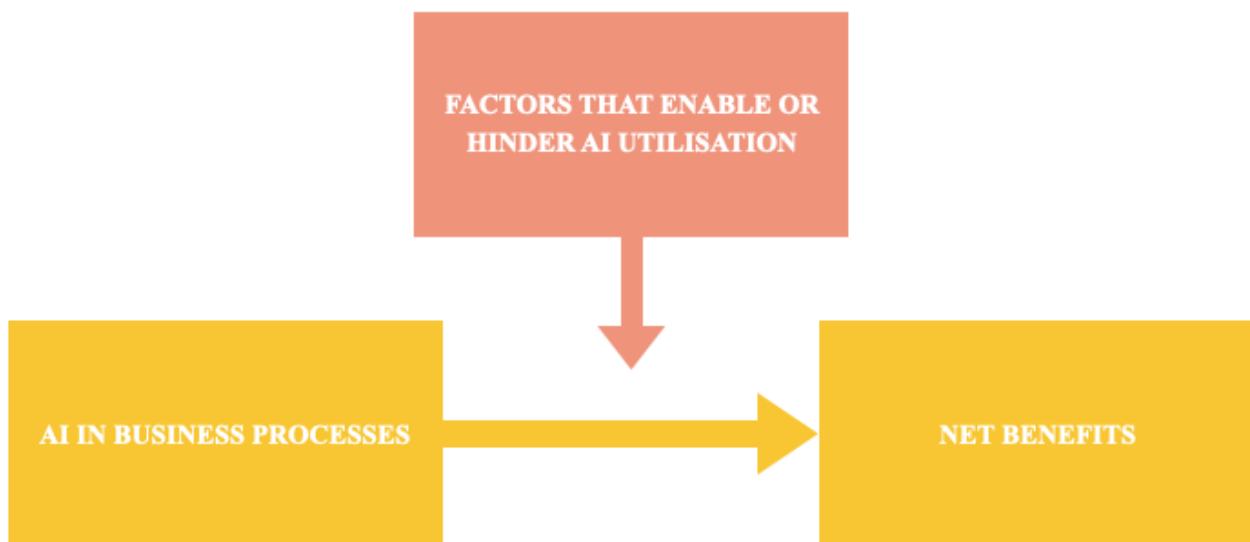 FACTORS THAT ENABLE OR
HINDER AI UTILISATION
AI IN BUSINESS PROCESSES
NET BENEFITS